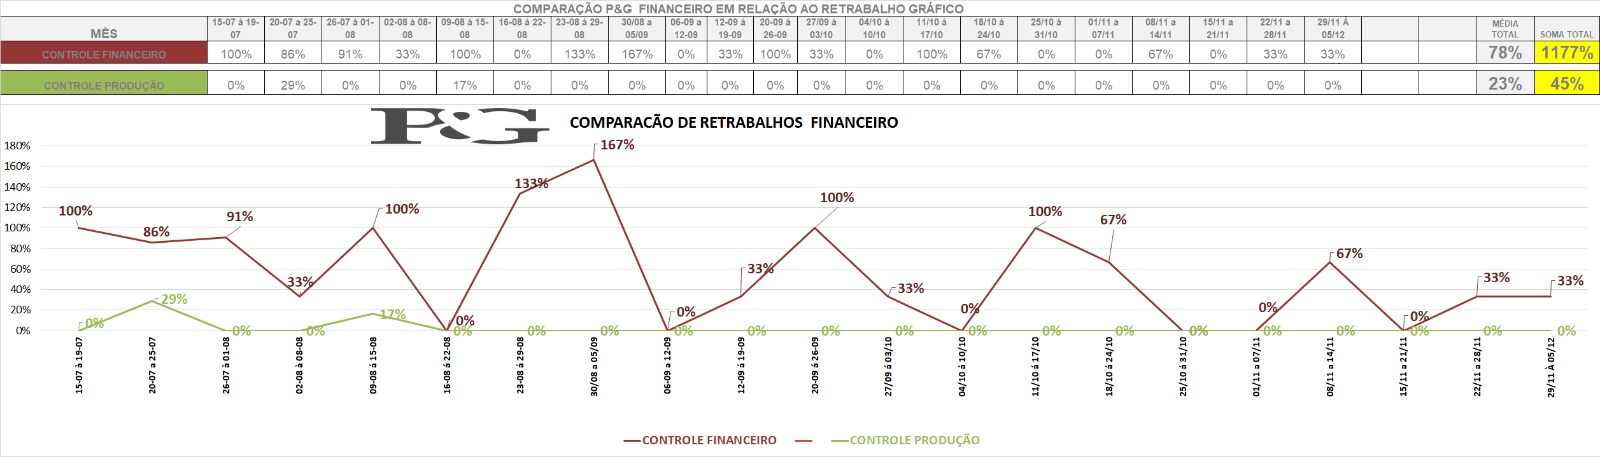 COMPARAÇÃO P&G FINANCEIRO EM RELAÇÃO AO RETRABALHO GRÁFICO
MÊS 15-07 à 19-07 20-07 a 25-07 26-07 à 01-08 02-08 à 08-08 09-08 à 15-08 16-08 à 22-08 23-08 á 29-08 30/08 a 05/09 06-09 à 12-09 12-09 à 19-09 20-09 á 26-09 27/09 á 03/10 04/10 à 10/10 11/10 á 17/10 18/10 á 24/10 25/10 á 31/10 01/11 a 07/11 08/11 a 14/11 15/11 a 21/11 22/11 a 28/11 29/11 À 05/12 MÉDIA TOTAL SOMA TOTAL
CONTROLE FINANCEIRO 100% 86% 91% 33% 100% 0% 133% 167% 0% 33% 100% 33% 0% 100% 67% 0% 0% 67% 0% 33% 33% 78% 1177%
CONTROLE PRODUÇÃO 0% 29% 0% 0% 17% 0% 0% 0% 0% 0% 0% 0% 0% 0% 0% 0% 0% 0% 0% 0% 0% 23% 45%
P&G COMPARACÃO DE RETRABALHOS FINANCEIRO
180%
160%
140%
120%
100%
80%
60%
40%
20%
0%
100% 86% 91% 33% 100% 0% 133% 167% 0% 33% 100% 33% 0% 100% 67% 0% 67% 0% 33% 33%
0% 29% 0% 0% 17% 0% 0% 0% 0% 0% 0% 0% 0% 0% 0% 0% 0% 0% 0% 0% 0%
15-07 à 19-07 20-07 a 25-07 26-07 à 01-08 02-08 à 08-08 09-08 à 15-08 16-08 à 22-08 23-08 á 29-08 30/08 a 05/09 06-09 à 12-09 12-09 à 19-09 20-09 á 26-09 27/09 á 03/10 04/10 à 10/10 11/10 á 17/10 18/10 á 24/10 25/10 á 31/10 01/11 a 07/11 08/11 a 14/11 15/11 a 21/11 22/11 a 28/11 29/11 À 05/12
CONTROLE FINANCEIRO
CONTROLE PRODUÇÃO